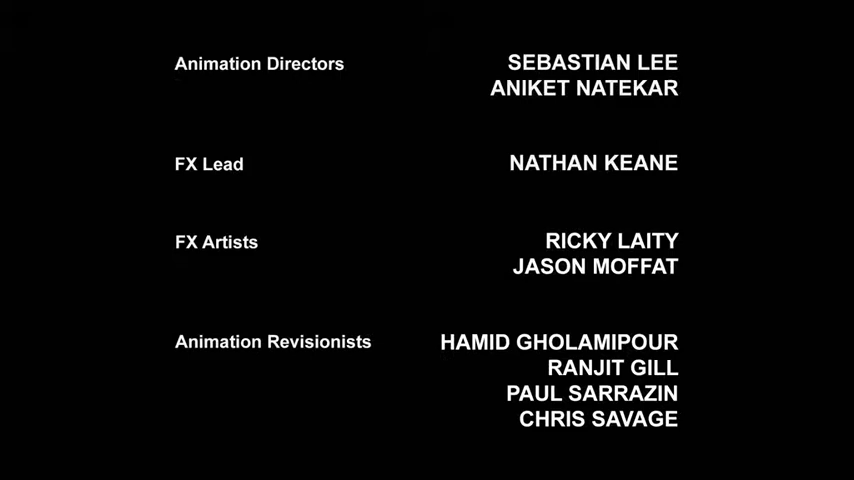 Animation Directors SEBASTIAN LEE
ANIKET NATEKAR
FX Lead NATHAN KEANE
FX Artists RICKY LAITY
JASON MOFFAT
Animation Revisionists HAMID GHOLAMIPOUR
RANJIT GILL
PAUL SARRAZIN
CHRIS SAVAGE